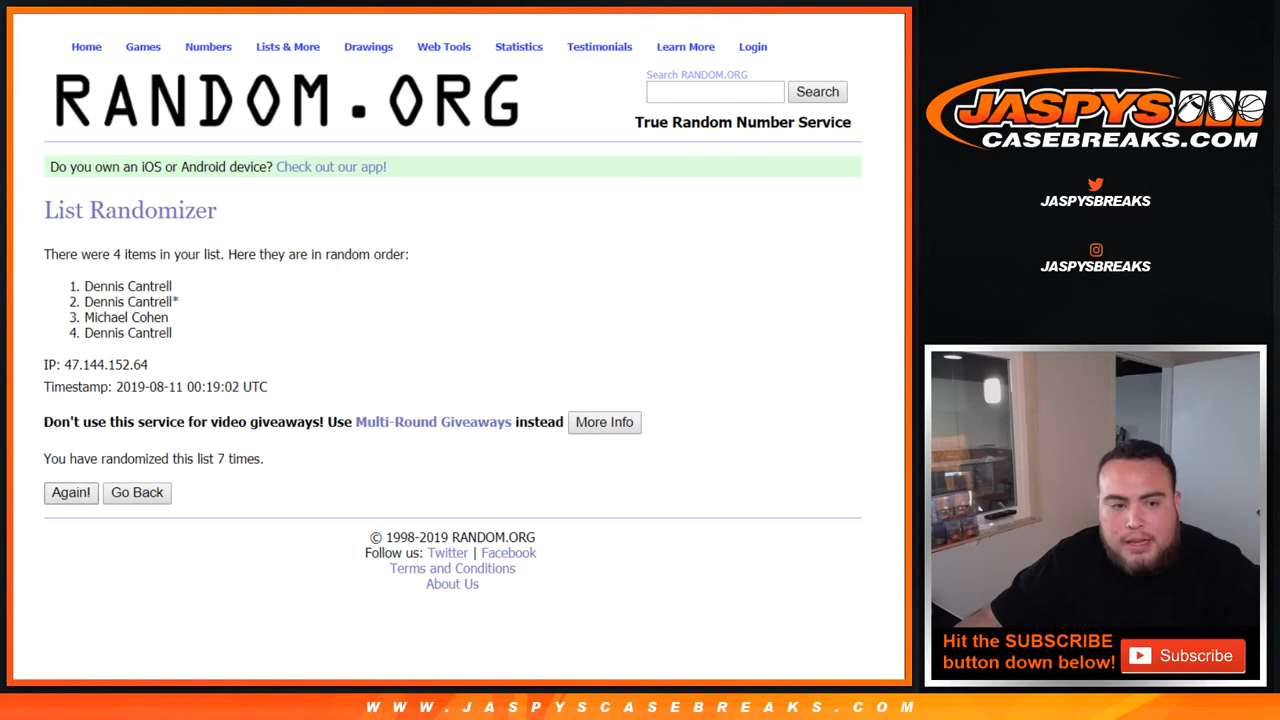 Home Games Numbers Lists & More Drawings Web Tools Statistics Testimonials Learn More Login
RANDOM.ORG
Search RANDOM.ORG
Search
True Random Number Service
Do you own an iOS or Android device? Check out our app!
List Randomizer
There were 4 items in your list. Here they are in random order:
1. Dennis Cantrell
2. Dennis Cantrell*
3. Michael Cohen
4. Dennis Cantrell
IP: 47.144.152.64
Timestamp: 2019-08-11 00:19:02 UTC
Don't use this service for video giveaways! Use Multi-Round Giveaways instead More Info
You have randomized this list 7 times.
Again! Go Back
© 1998-2019 RANDOM.ORG
Follow us: Twitter | Facebook
Terms and Conditions
About Us
JASPYS
CASEBREAKS.COM
JASPYSBREAKS
JASPYSBREAKS
Hit the SUBSCRIBE
button down below!
Subscribe
WWW.JASPYSCASEBREAKS.COM